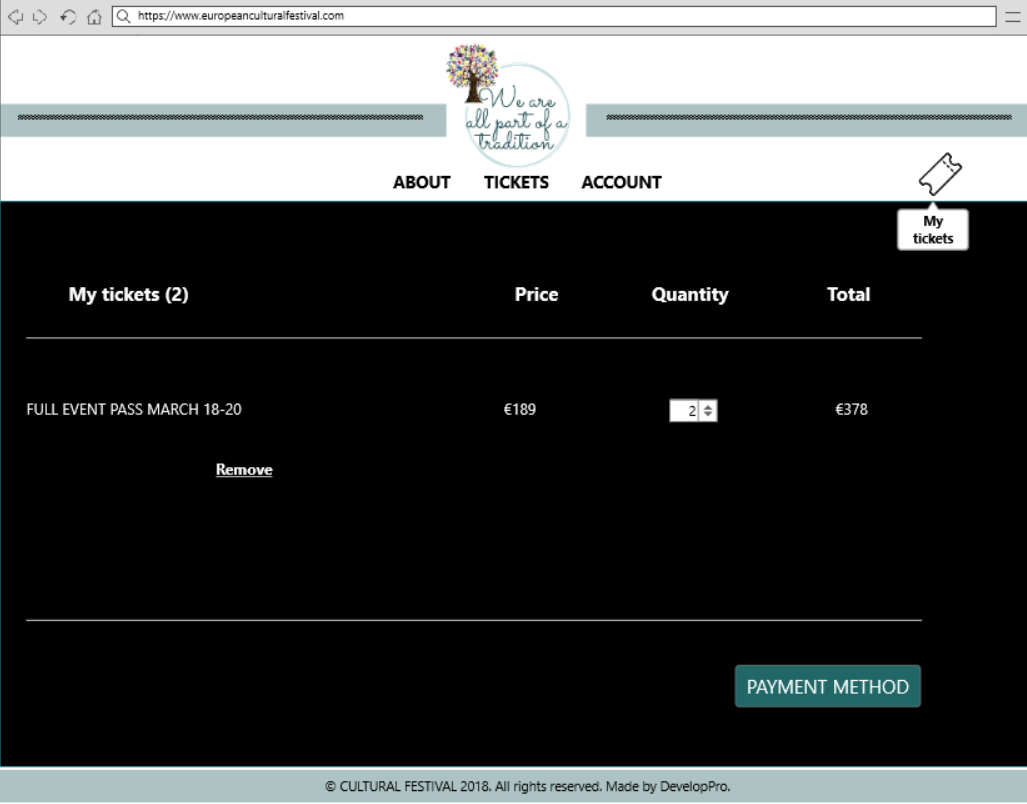 https://www.europeanculturalfestival.com
We are
all part of a
tradition
ABOUT TICKETS ACCOUNT
My
tickets
My tickets (2) Price Quantity Total
FULL EVENT PASS MARCH 18-20 €189 2 €378
Remove
PAYMENT METHOD
© CULTURAL FESTIVAL 2018. All rights reserved. Made by DevelopPro.